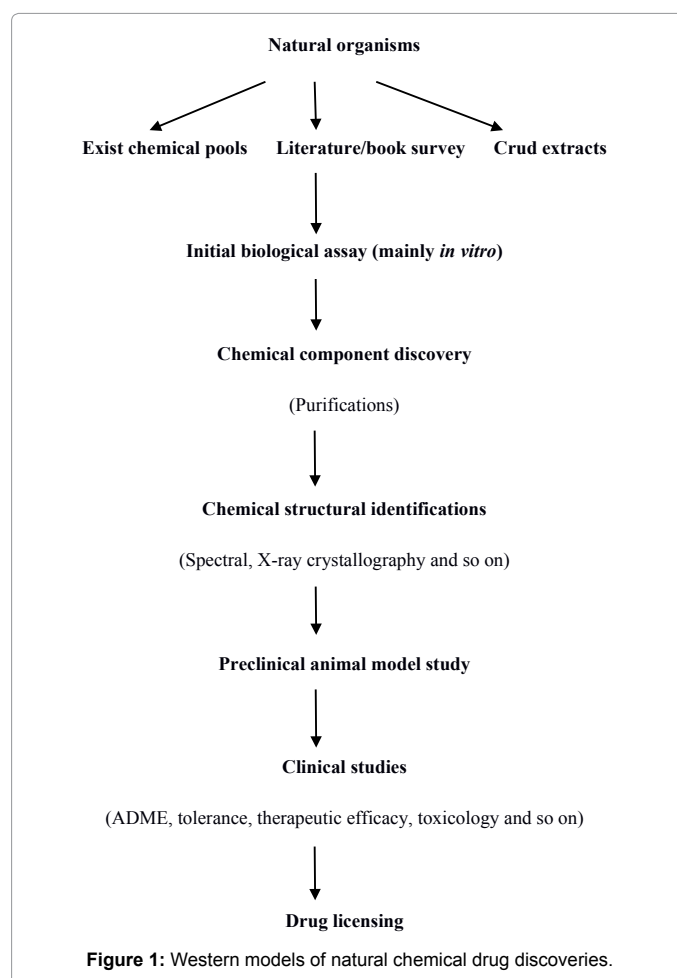 Natural organisms
Exist chemical pools Literature/book survey Crud extracts
Initial biological assay (mainly in vitro)
Chemical component discovery
(Purifications)
Chemical structural identifications
(Spectral, X-ray crystallography and so on)
Preclinical animal model study
Clinical studies
(ADME, tolerance, therapeutic efficacy, toxicology and so on)
Drug licensing
Figure 1: Western models of natural chemical drug discoveries.